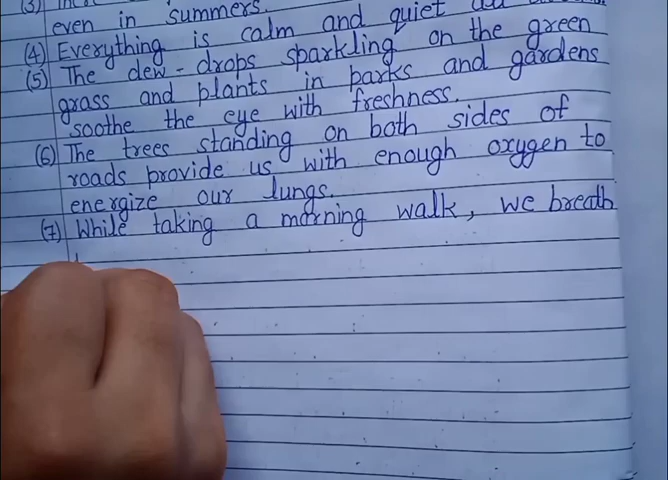 (3)
even in summers.
(4) Everything is calm and quiet all
(5) The dew-drops sparkling on the green
grass and plants in parks and gardens
soothe the eye with freshness.
(6) The trees standing on both sides of
roads provide us with enough oxygen to
energize our lungs.
(7) While taking a morning walk, we breath